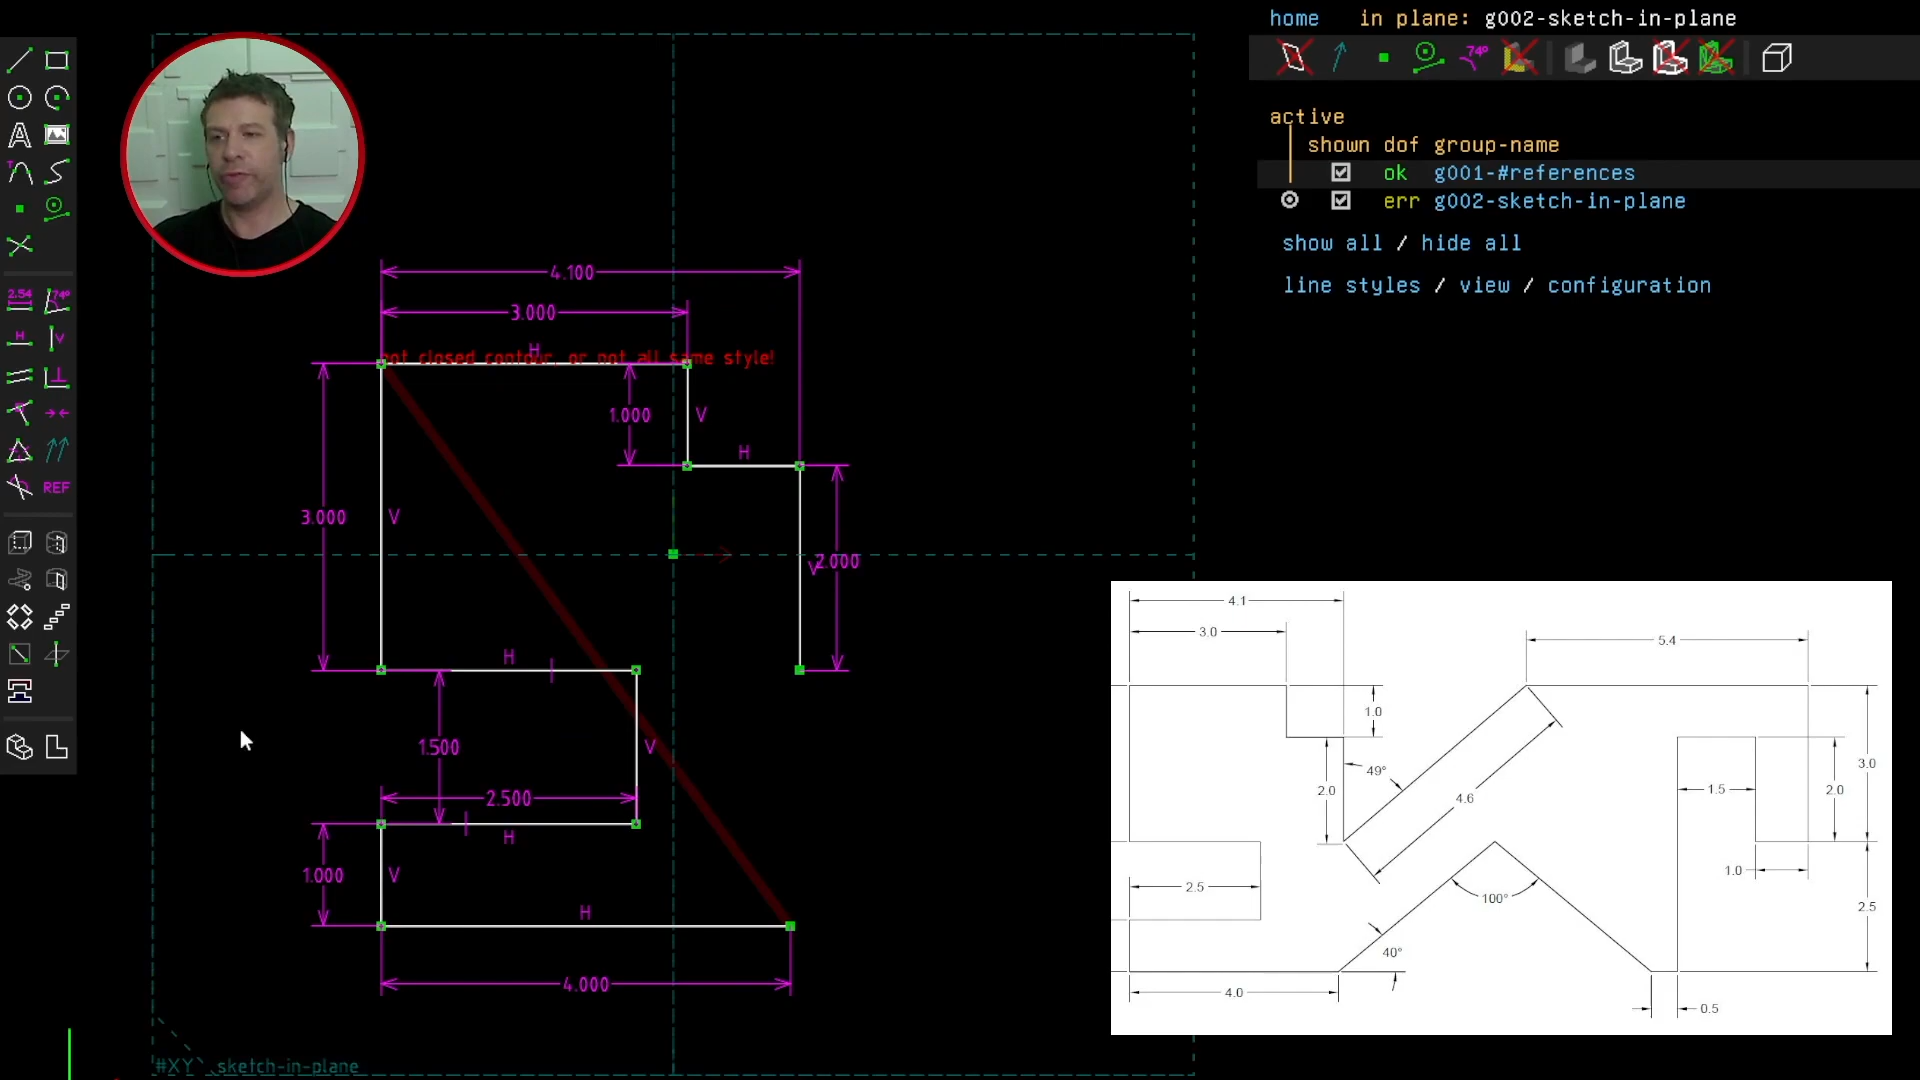 home in plane: g002-sketch-in-plane
74°
active
shown dof group-name
ok g001-#references
err g002-sketch-in-plane
show all / hide all
line styles / view / configuration
A
T
2.54 74°
H V
REF
4.100
3.000
H
not closed contour, or not all same style!
1.000
V
H
3.000
V
2.000
V
H
1.500
V
2.500
H
1.000
V
H
4.000
#XY sketch-in-plane
4.1
3.0
5.4
1.0
49°
2.0
4.6
1.5
2.0
3.0
1.0
2.5
100°
2.5
40°
4.0
0.5